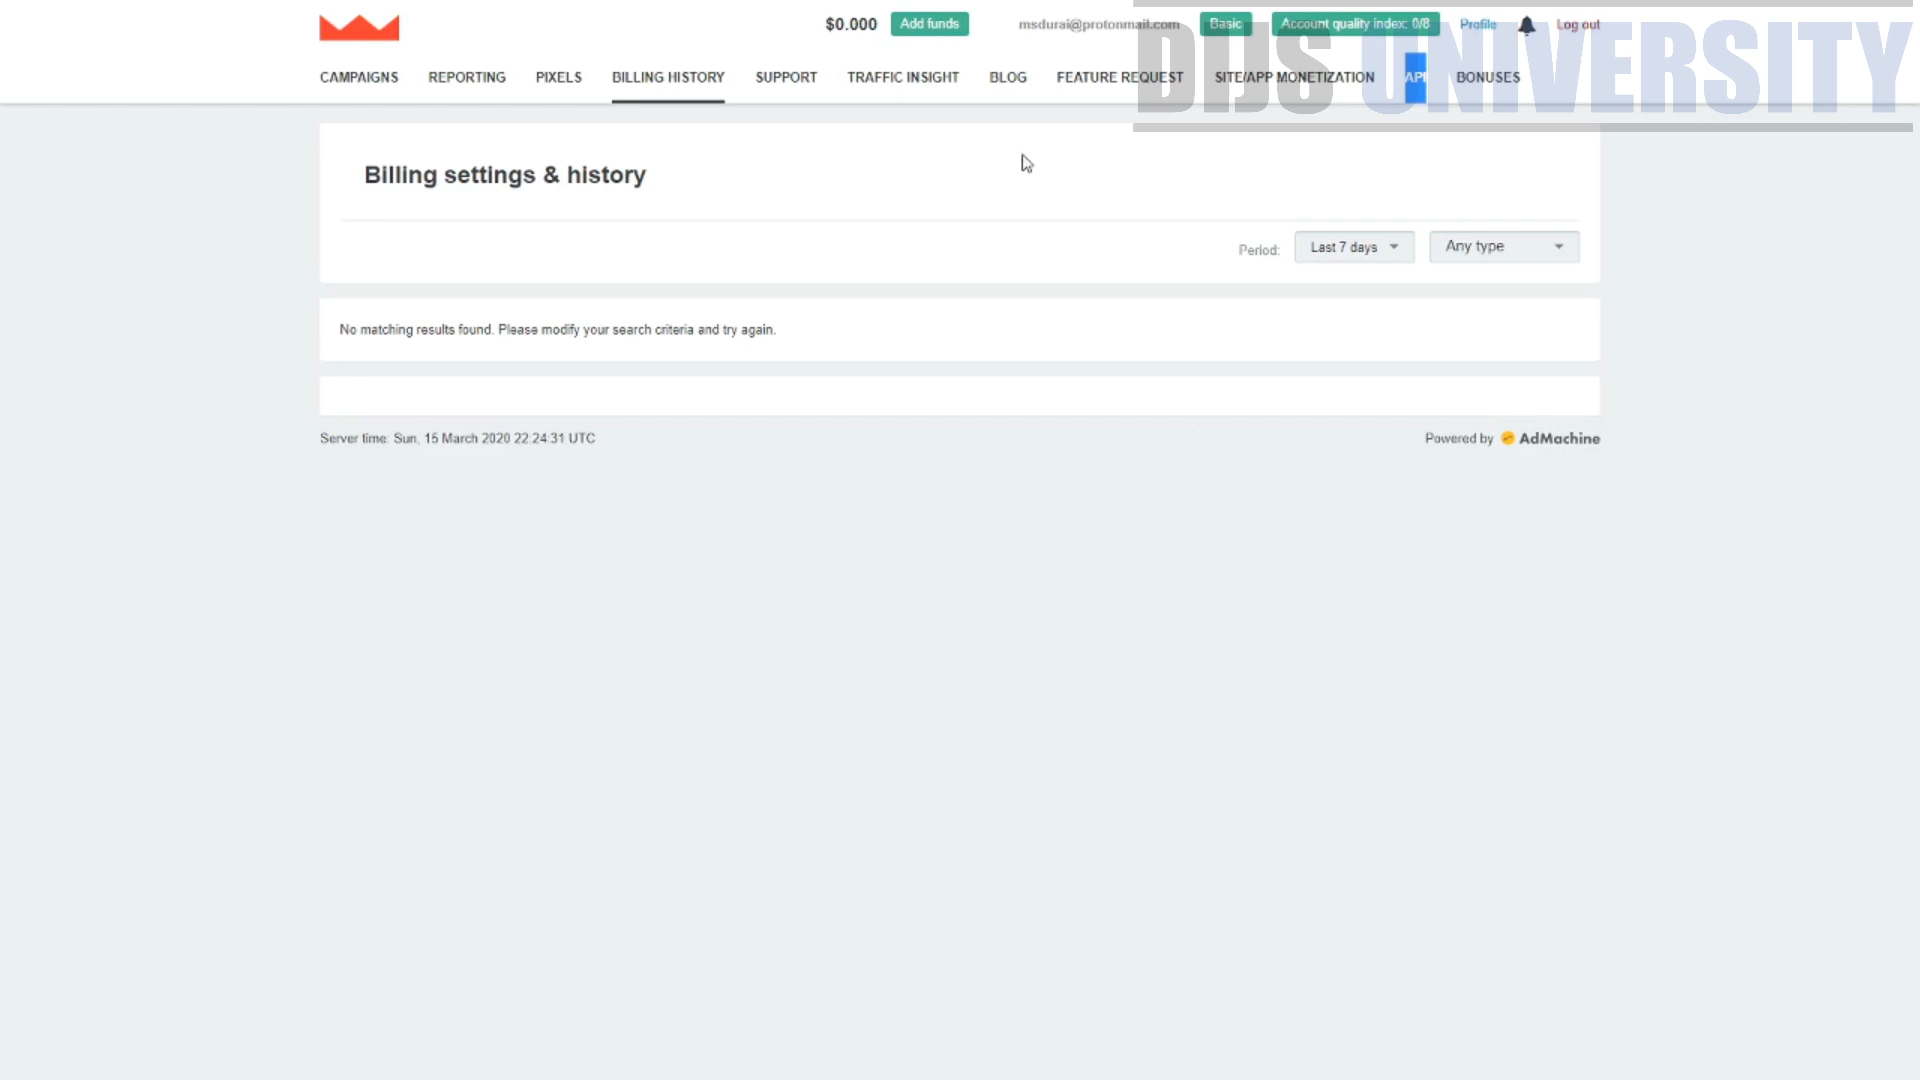 $0.000 Add funds msdurai@protonmail.com Basic Account quality index: 0/8 Profile Log out
DIJS UNIVERSITY
CAMPAIGNS REPORTING PIXELS BILLING HISTORY SUPPORT TRAFFIC INSIGHT BLOG FEATURE REQUEST SITE/APP MONETIZATION API BONUSES
Billing settings & history
Period: Last 7 days Any type
No matching results found. Please modify your search criteria and try again.
Server time: Sun, 15 March 2020 22:24:31 UTC Powered by AdMachine